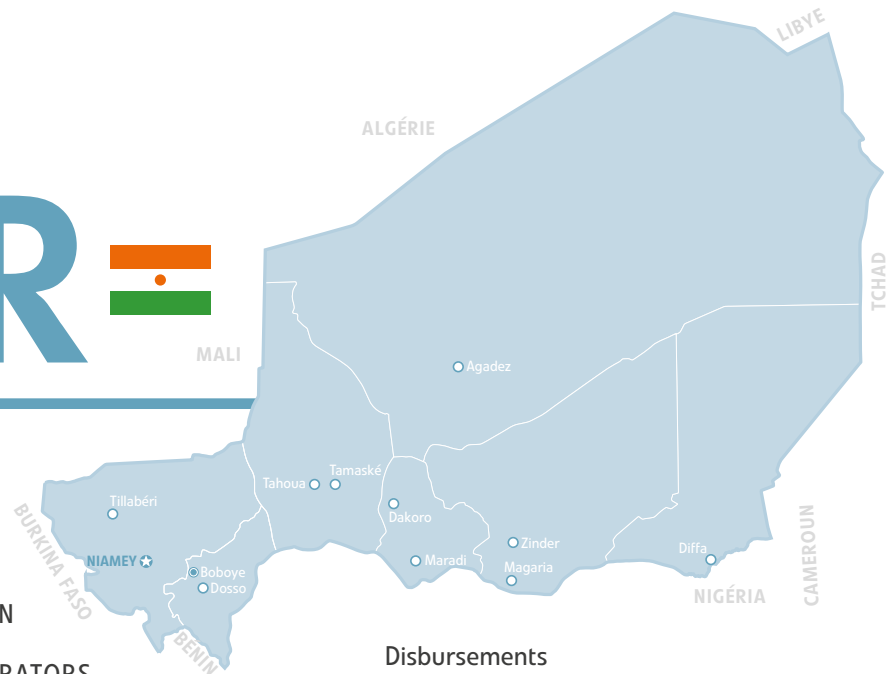 LIBYE
ALGÉRIE
R
TCHAD
MALI
Agadez
Tamaské
Tahoua
Tillabéri
Dakoro
BURKINA FASO
CAMEROUN
Zinder
Diffa
NIAMEY
Maradi
Magaria
Boboye
Dosso
NIGÉRIA
N
BENIN
Disbursements
RATORS